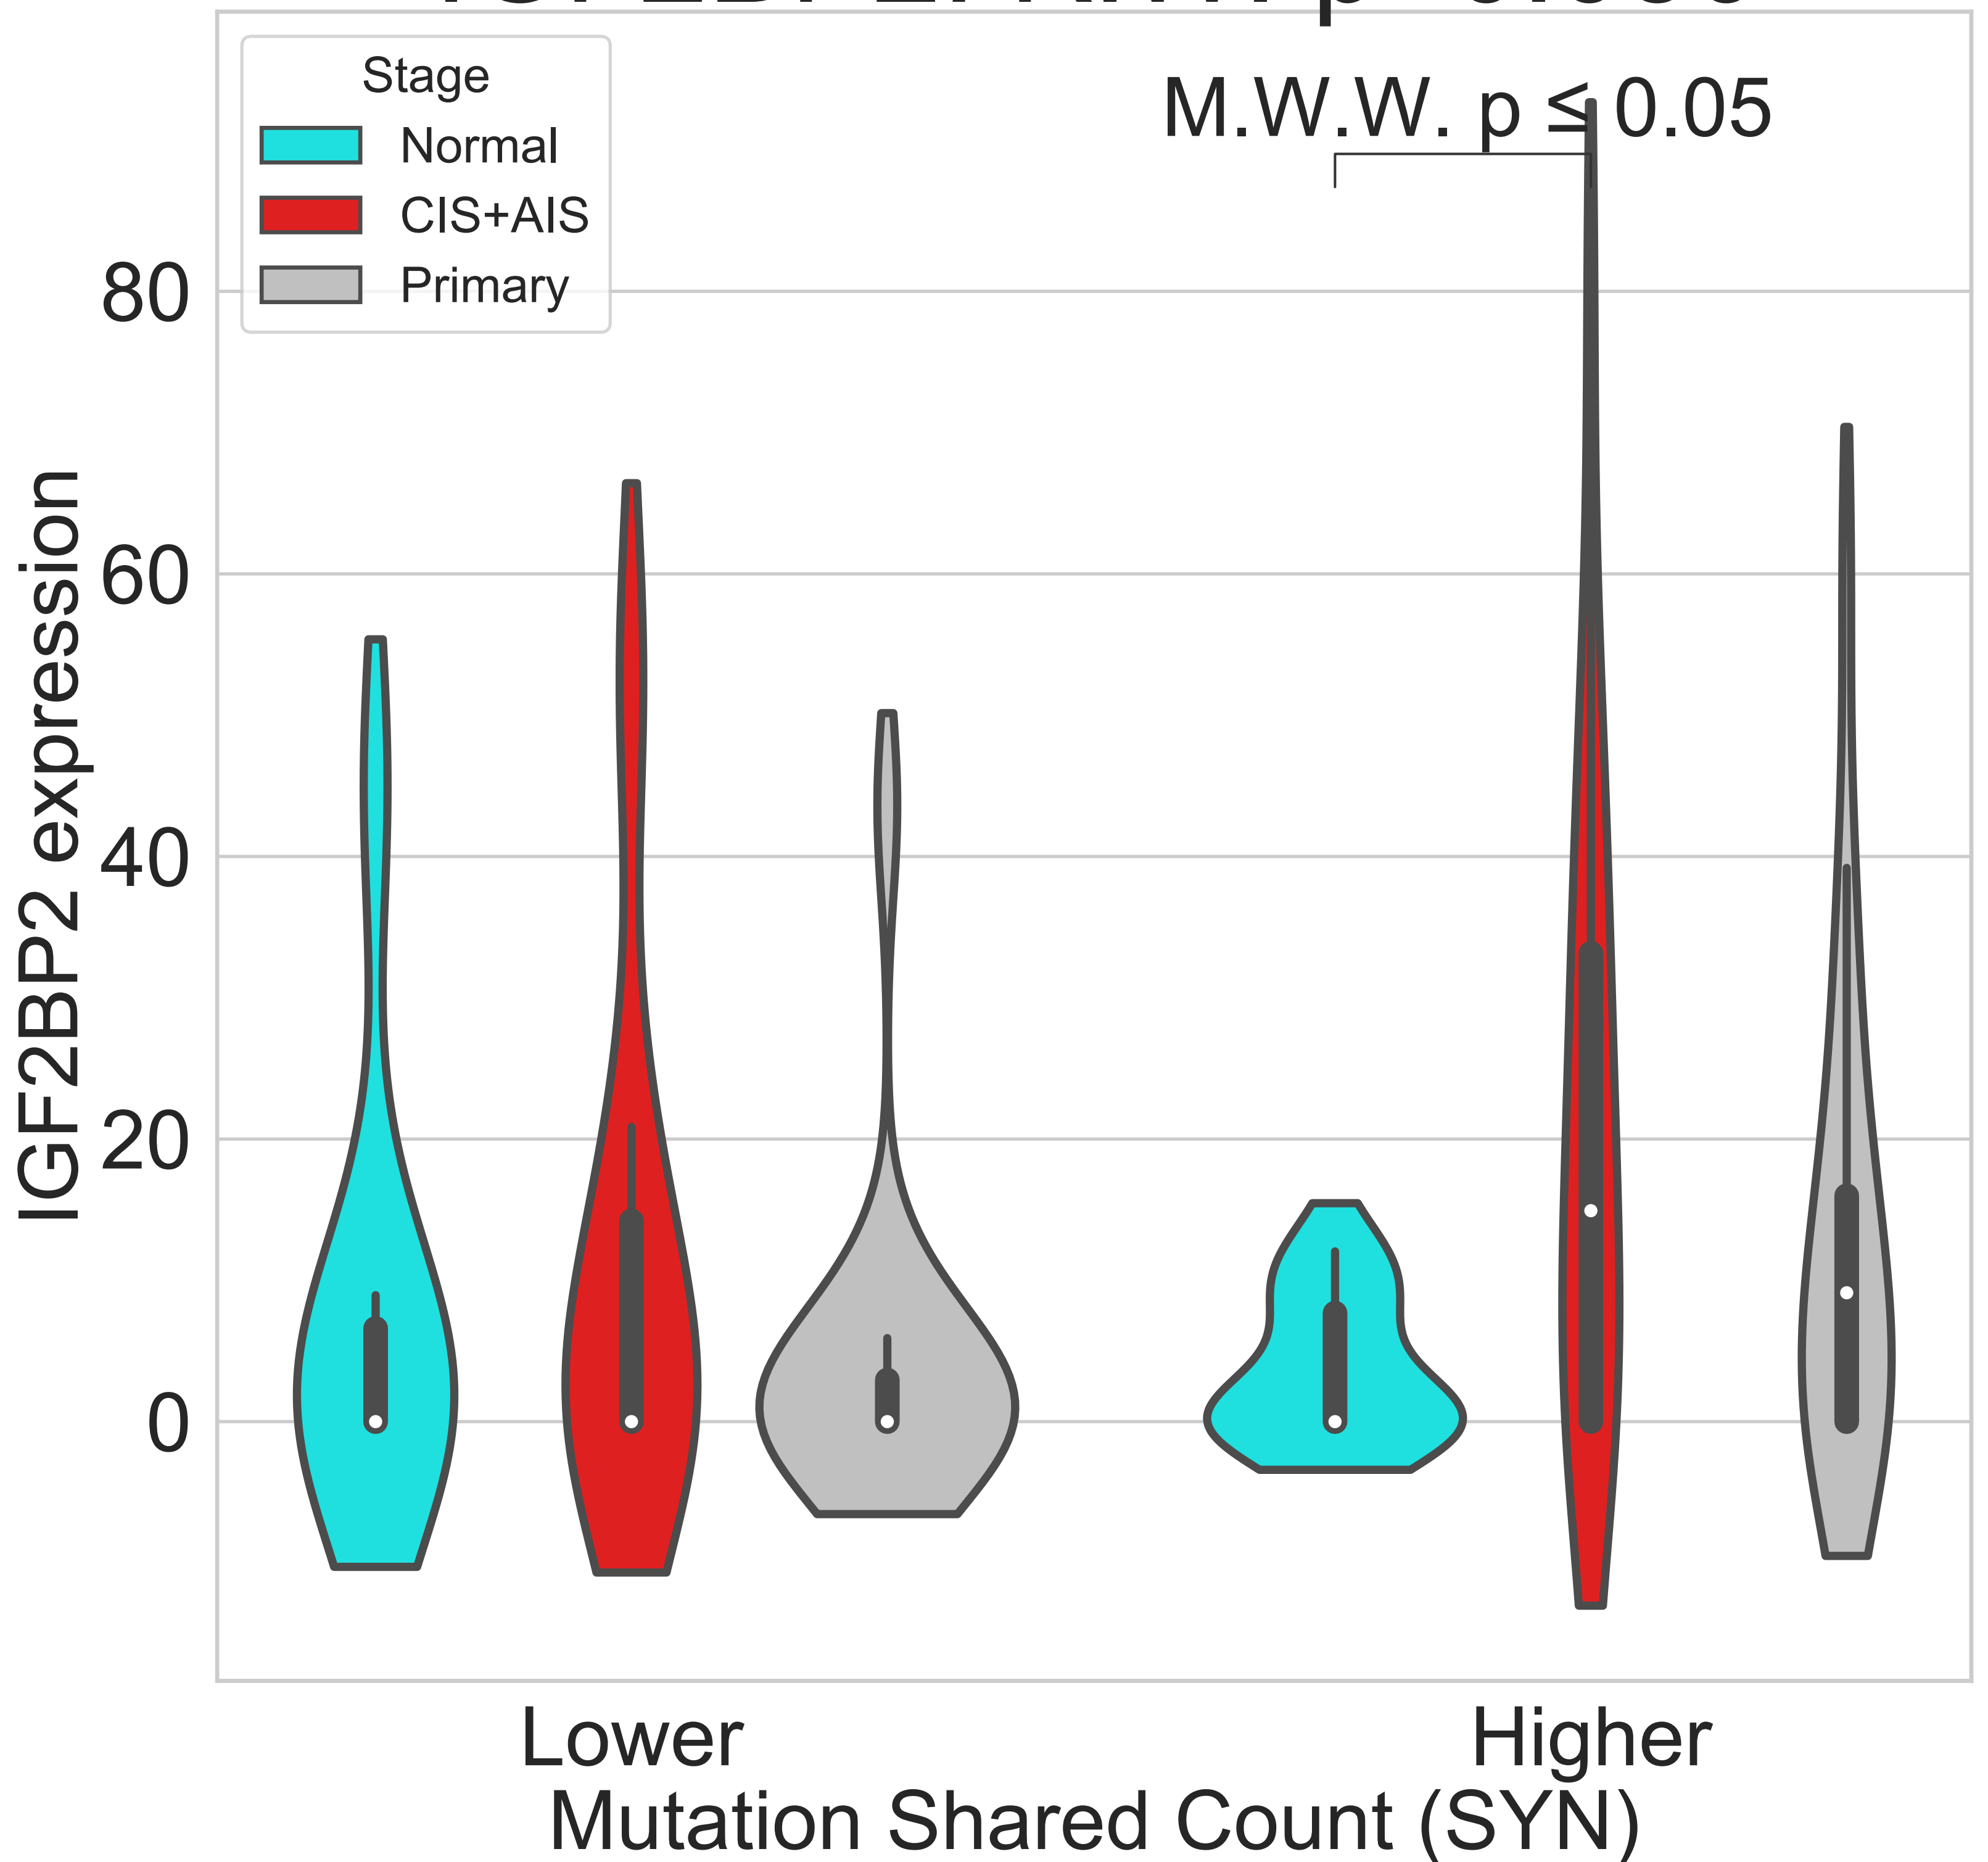 Stage
Normal
CIS+AIS
Primary
M.W.W. p ≤ 0.05
80
60
40
20
0
IGF2BP2 expression
Lower
Higher
Mutation Shared Count (SYN)